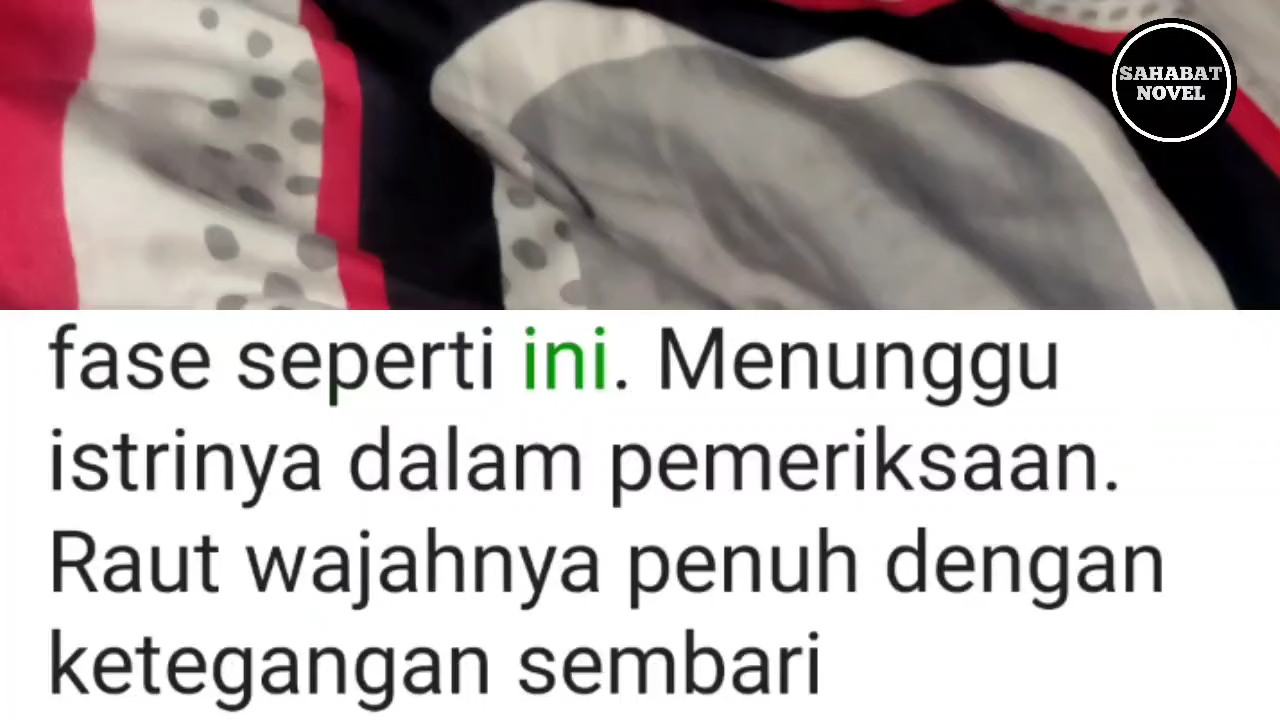 SAHABAT
NOVEL
fase seperti ini. Menunggu
istrinya dalam pemeriksaan.
Raut wajahnya penuh dengan
ketegangan sembari